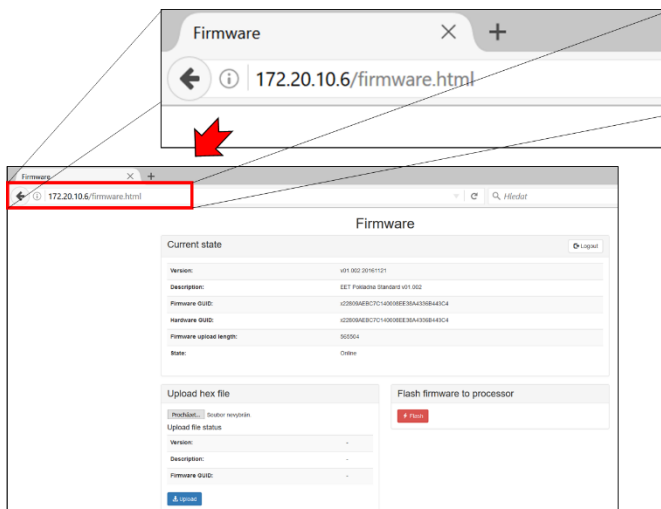 Firmware
172.20.10.6/firmware.html
Firmware
172.20.10.6/firmware.html
Hledat
Firmware
Current state
Logout
Version: v01.002 20161121
Description: EET Pokladna Standard v01.002
Firmware GUID:
Hardware GUID:
Firmware upload length: 565504
State: Online
Upload hex file
Procházet... Soubor nevybrán.
Upload file status
Version: -
Description: -
Firmware GUID: -
Upload
Flash firmware to processor
Flash